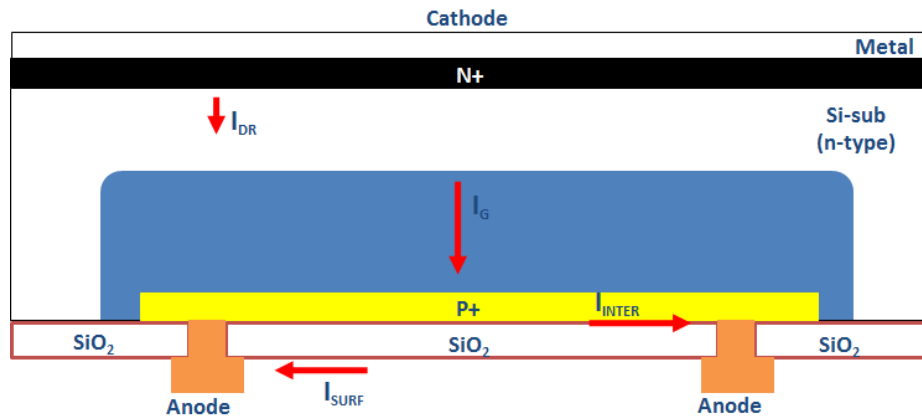 Cathode
Metal
N+
I_DR
Si-sub
(n-type)
I_G
P+
I_INTER
SiO₂
SiO₂
SiO₂
I_SURF
Anode
Anode